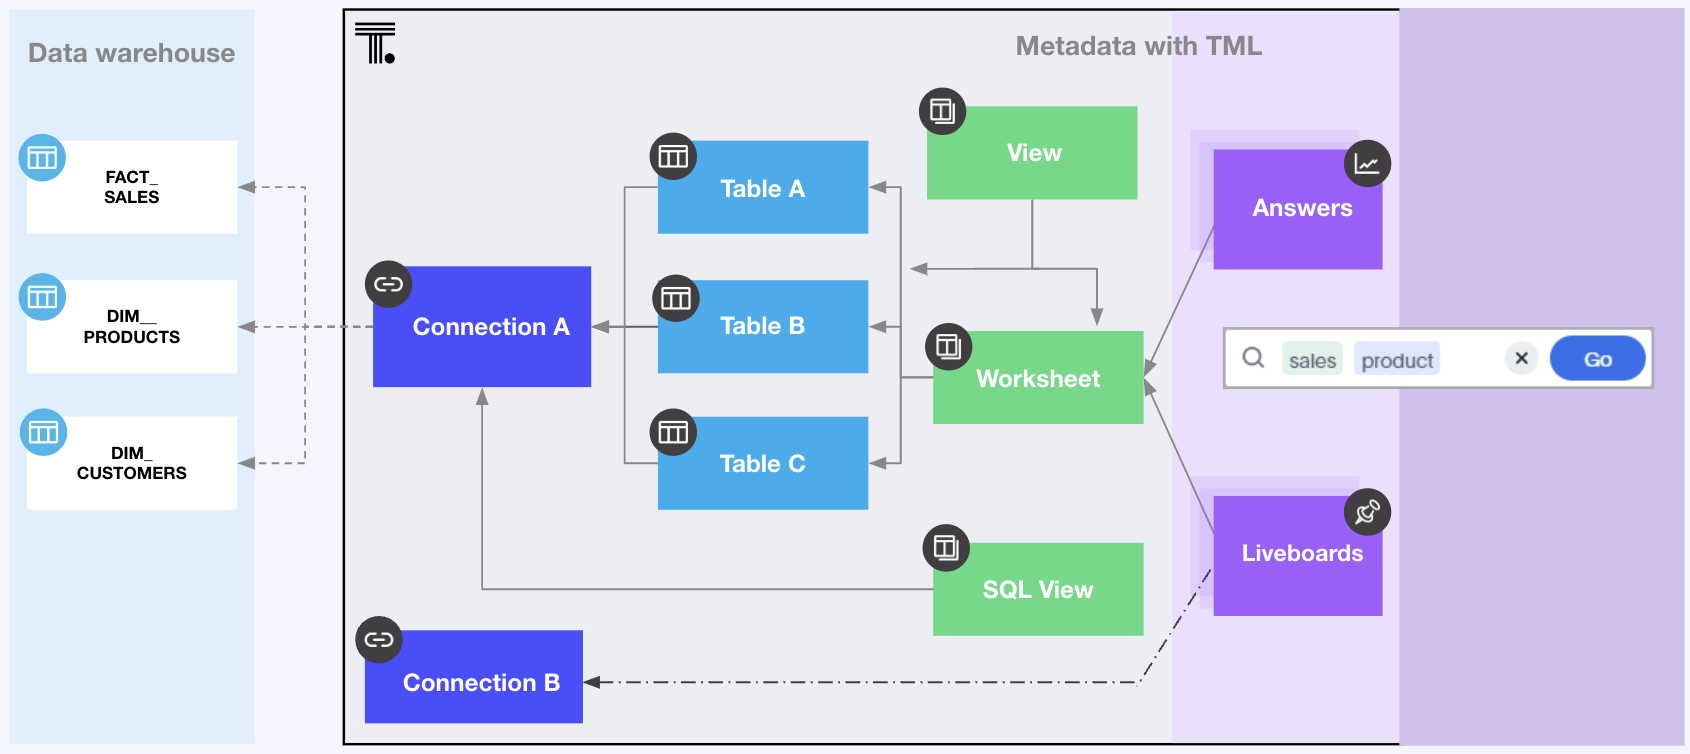 Data warehouse
FACT_
SALES
DIM__
PRODUCTS
DIM_
CUSTOMERS
Metadata with TML
Connection A
Connection B
Table A
Table B
Table C
View
Worksheet
SQL View
Answers
Liveboards
sales product Go